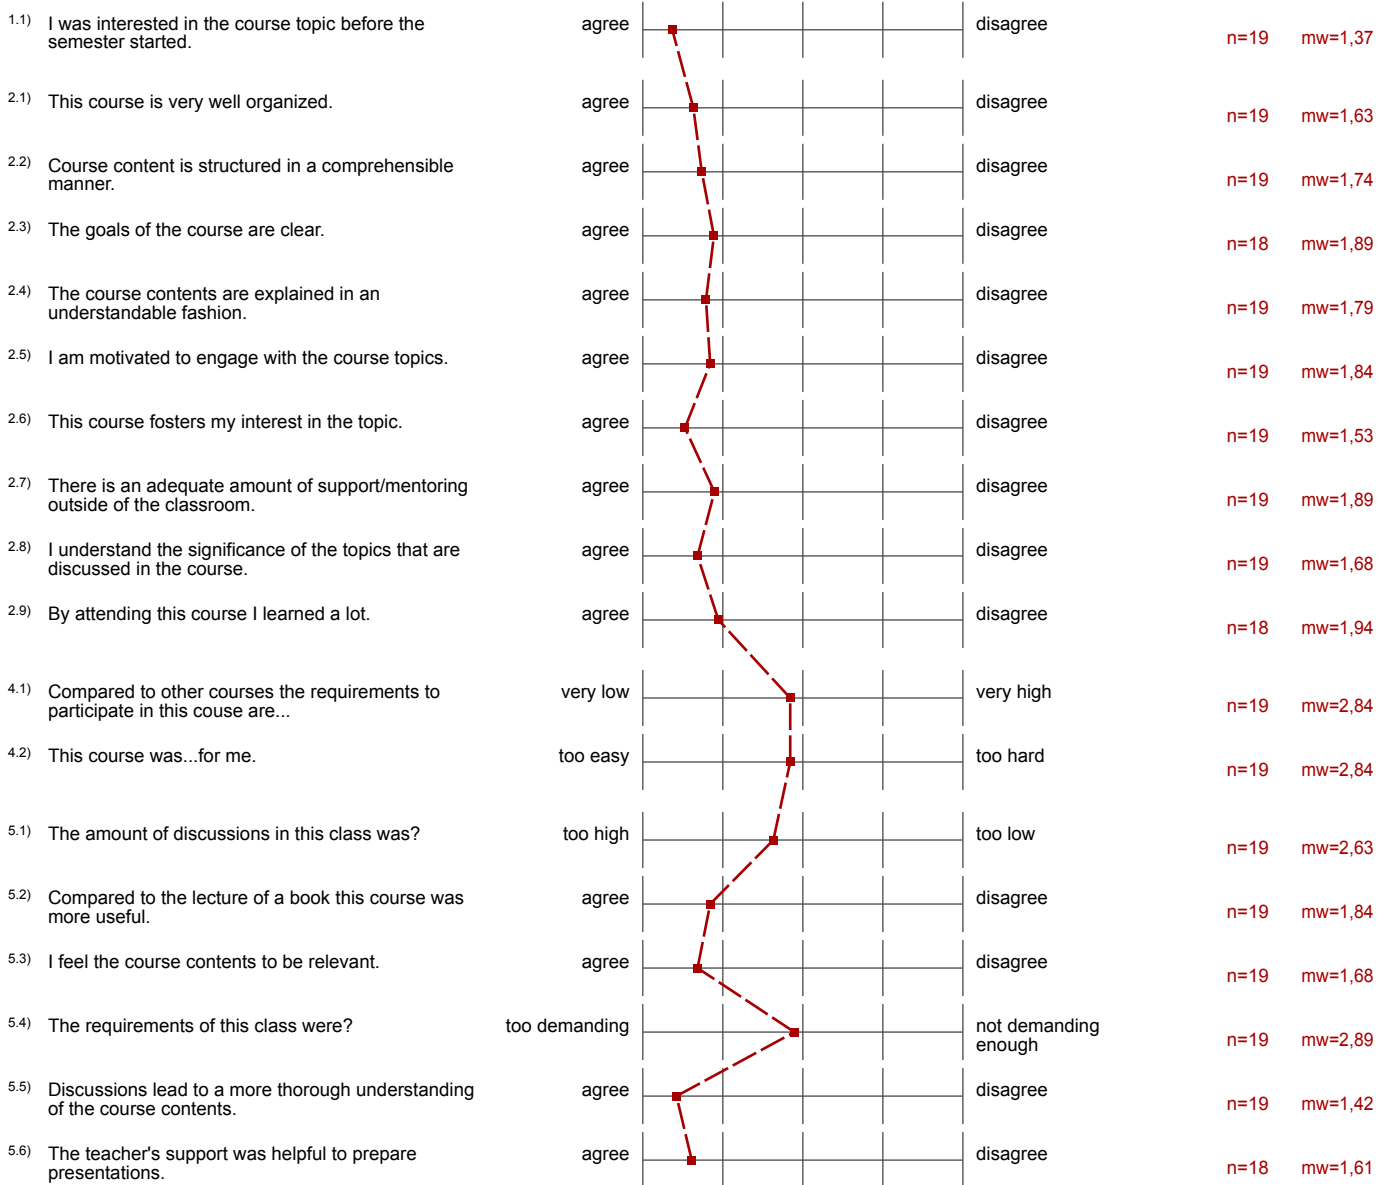 1.1) I was interested in the course topic before the agree disagree
semester started. n=19 mw=1,37
2.1) This course is very well organized. agree disagree
n=19 mw=1,63
2.2) Course content is structured in a comprehensible agree disagree
manner. n=19 mw=1,74
2.3) The goals of the course are clear. agree disagree
n=18 mw=1,89
2.4) The course contents are explained in an agree disagree
understandable fashion. n=19 mw=1,79
2.5) I am motivated to engage with the course topics. agree disagree
n=19 mw=1,84
2.6) This course fosters my interest in the topic. agree disagree
n=19 mw=1,53
2.7) There is an adequate amount of support/mentoring agree disagree
outside of the classroom. n=19 mw=1,89
2.8) I understand the significance of the topics that are agree disagree
discussed in the course. n=19 mw=1,68
2.9) By attending this course I learned a lot. agree disagree
n=18 mw=1,94
4.1) Compared to other courses the requirements to very low very high
participate in this couse are... n=19 mw=2,84
4.2) This course was...for me. too easy too hard
n=19 mw=2,84
5.1) The amount of discussions in this class was? too high too low
n=19 mw=2,63
5.2) Compared to the lecture of a book this course was agree disagree
more useful. n=19 mw=1,84
5.3) I feel the course contents to be relevant. agree disagree
n=19 mw=1,68
5.4) The requirements of this class were? too demanding not demanding
enough n=19 mw=2,89
5.5) Discussions lead to a more thorough understanding agree disagree
of the course contents. n=19 mw=1,42
5.6) The teacher's support was helpful to prepare agree disagree
presentations. n=18 mw=1,61